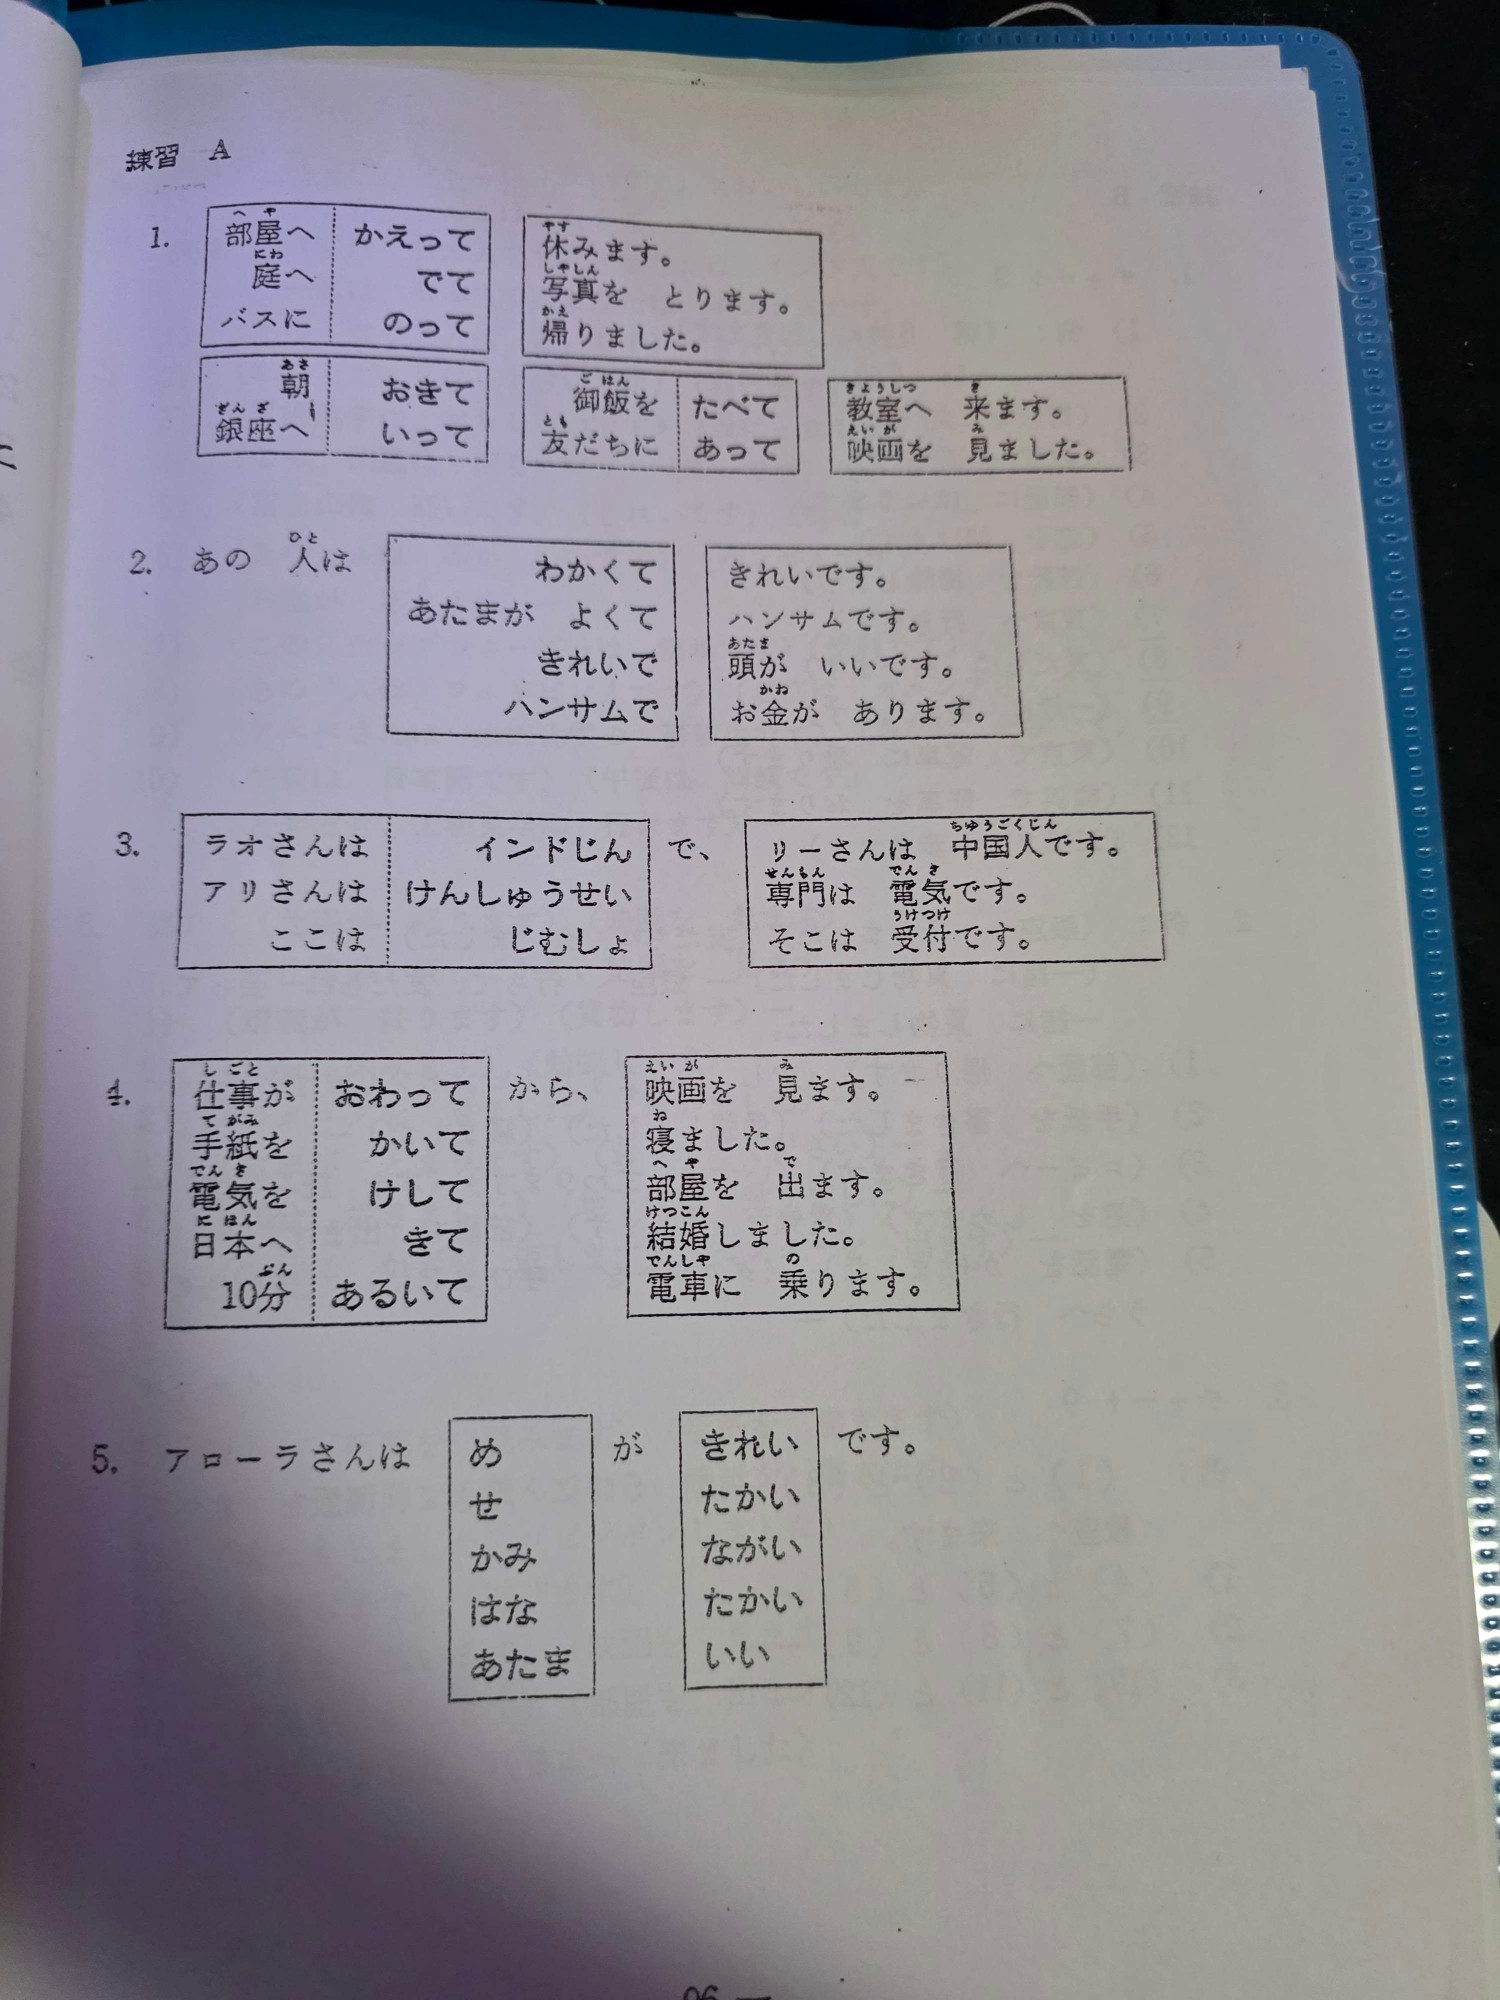 練習 A
1. 部屋へ かえって 休みます。
庭へ でて 写真を とります。
バスに のって 帰りました。
朝 おきて 御飯を たべて 教室へ 来ます。
銀座へ いって 友だちに あって 映画を 見ました。
2. あの 人は わかくて きれいです。
あたまが よくて ハンサムです。
きれいで 頭が いいです。
ハンサムで お金が あります。
3. ラオさんは インドじん で、 リーさんは 中国人です。
アリさんは けんしゅうせい 専門は 電気です。
ここは じむしょ そこは 受付です。
4. 仕事が おわって から、 映画を 見ます。
手紙を かいて 寝ました。
電気を けして 部屋を 出ます。
日本へ きて 結婚しました。
10分 あるいて 電車に 乗ります。
5. アローラさんは め が きれい です。
せ たかい
かみ ながい
はな たかい
あたま いい